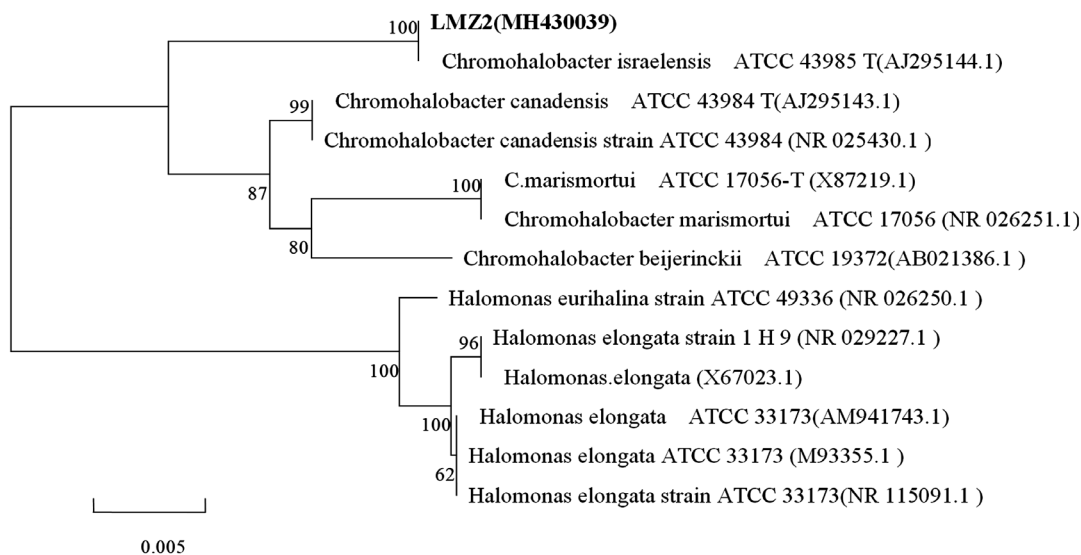 100 LMZ2(MH430039)
Chromohalobacter israelensis ATCC 43985 T(AJ295144.1)
99 Chromohalobacter canadensis ATCC 43984 T(AJ295143.1)
Chromohalobacter canadensis strain ATCC 43984 (NR 025430.1 )
100 C.marismortui ATCC 17056-T (X87219.1)
87
Chromohalobacter marismortui ATCC 17056 (NR 026251.1)
80
Chromohalobacter beijerinckii ATCC 19372(AB021386.1 )
Halomonas eurihalina strain ATCC 49336 (NR 026250.1 )
96 Halomonas elongata strain 1 H 9 (NR 029227.1 )
100
Halomonas.elongata (X67023.1)
Halomonas elongata ATCC 33173(AM941743.1)
100
Halomonas elongata ATCC 33173 (M93355.1 )
62
Halomonas elongata strain ATCC 33173(NR 115091.1 )
0.005